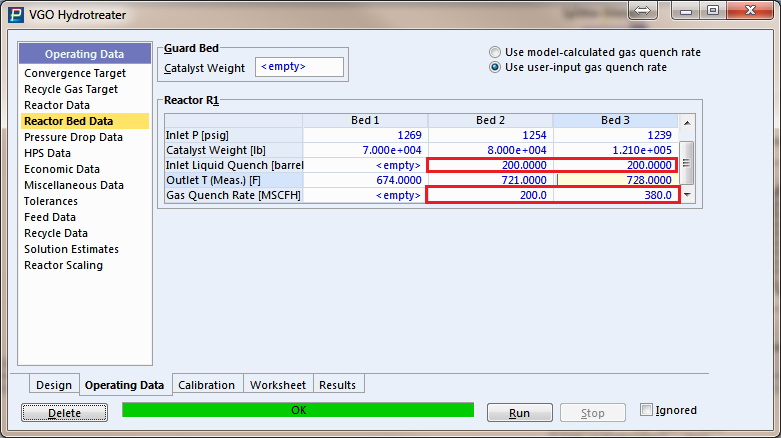 VGO Hydrotreater
Operating Data
Convergence Target
Recycle Gas Target
Reactor Data
Reactor Bed Data
Pressure Drop Data
HPS Data
Economic Data
Miscellaneous Data
Tolerances
Feed Data
Recycle Data
Solution Estimates
Reactor Scaling
Guard Bed
Catalyst Weight <empty>
Use model-calculated gas quench rate
Use user-input gas quench rate
Reactor R1
Bed 1 Bed 2 Bed 3
Inlet P [psig] 1269 1254 1239
Catalyst Weight [lb] 7.000e+004 8.000e+004 1.210e+005
Inlet Liquid Quench [barrel <empty> 200.0000 200.0000
Outlet T (Meas.) [F] 674.0000 721.0000 728.0000
Gas Quench Rate [MSCFH] <empty> 200.0 380.0
Design Operating Data Calibration Worksheet Results
Delete OK Run Stop Ignored